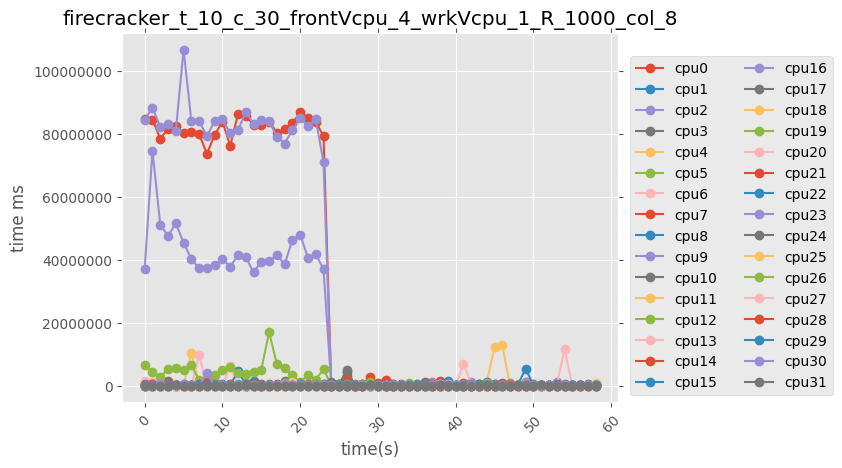 firecracker_t_10_c_30_frontVcpu_4_wrkVcpu_1_R_1000_col_8
time ms
100000000
80000000
60000000
40000000
20000000
0
0 10 20 30 40 50 60
time(s)
cpu0 cpu16
cpu1 cpu17
cpu2 cpu18
cpu3 cpu19
cpu4 cpu20
cpu5 cpu21
cpu6 cpu22
cpu7 cpu23
cpu8 cpu24
cpu9 cpu25
cpu10 cpu26
cpu11 cpu27
cpu12 cpu28
cpu13 cpu29
cpu14 cpu30
cpu15 cpu31